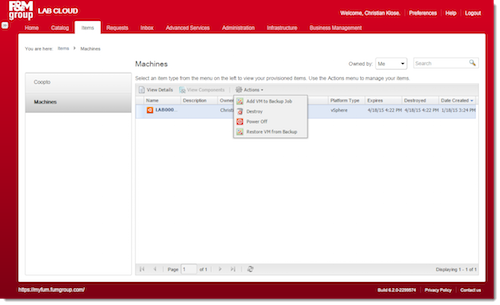 F&M group
LAB CLOUD
Welcome, Christian Klose.
Preferences
Help
Logout
Home
Catalog
Items
Requests
Inbox
Advanced Services
Administration
Infrastructure
Business Management
You are here Items > Machines
Coopto
Machines
Machines
Owned by: Me
Search
Select an item type from the menu on the left to view your provisioned items. Use the Actions menu to manage your items.
View Details
View Components
Actions
Name
Description
Platform Type
Expires
Destroyed
Date Created
LAB000...
vSphere
4/18/15 4:22 PM
4/18/15 4:22 PM
1/18/15 3:24 PM
Add VM to Backup Job
Destroy
Power Off
Restore VM from Backup
Page 1 of 1
Displaying 1 - 1 of 1
https://myfum.fumgroup.com/
Build 6.2.0-2289574
Privacy Policy
Contact us